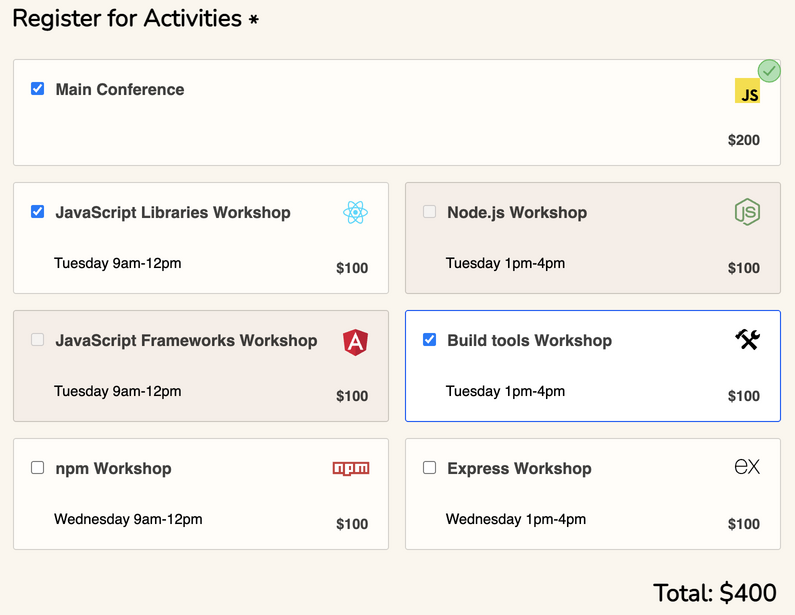 Register for Activities *
Main Conference
JS
$200
JavaScript Libraries Workshop
Tuesday 9am-12pm
$100
Node.js Workshop
JS
Tuesday 1pm-4pm
$100
JavaScript Frameworks Workshop
A
Tuesday 9am-12pm
$100
Build tools Workshop
Tuesday 1pm-4pm
$100
npm Workshop
npm
Wednesday 9am-12pm
$100
Express Workshop
ex
Wednesday 1pm-4pm
$100
Total: $400